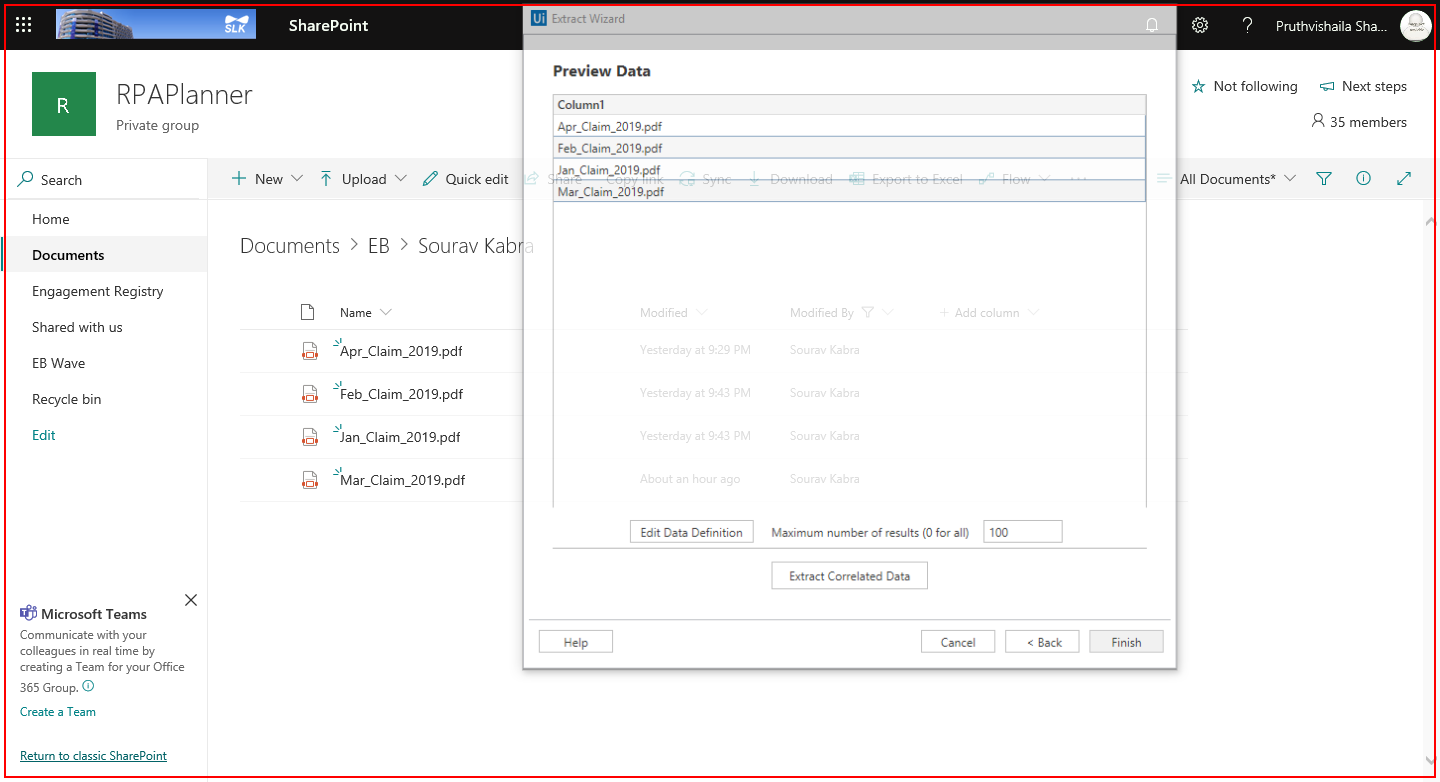 SLK
SharePoint
Ui Extract Wizard
Pruthvishaila Sha...
R
RPAPlanner
Private group
Not following
Next steps
35 members
Preview Data
Column1
Apr_Claim_2019.pdf
Feb_Claim_2019.pdf
Jan_Claim_2019.pdf
Mar_Claim_2019.pdf
Search
New
Upload
Quick edit
Share
Copy link
Sync
Download
Export to Excel
Flow
All Documents*
Home
Documents
Engagement Registry
Shared with us
EB Wave
Recycle bin
Edit
Documents > EB > Sourav Kabra
Name
Modified
Modified By
+ Add column
Apr_Claim_2019.pdf
Yesterday at 9:29 PM
Sourav Kabra
Feb_Claim_2019.pdf
Yesterday at 9:43 PM
Sourav Kabra
Jan_Claim_2019.pdf
Yesterday at 9:43 PM
Sourav Kabra
Mar_Claim_2019.pdf
About an hour ago
Sourav Kabra
Edit Data Definition
Maximum number of results (0 for all)
100
Extract Correlated Data
Help
Cancel
< Back
Finish
Microsoft Teams
Communicate with your
colleagues in real time by
creating a Team for your Office
365 Group.
Create a Team
Return to classic SharePoint